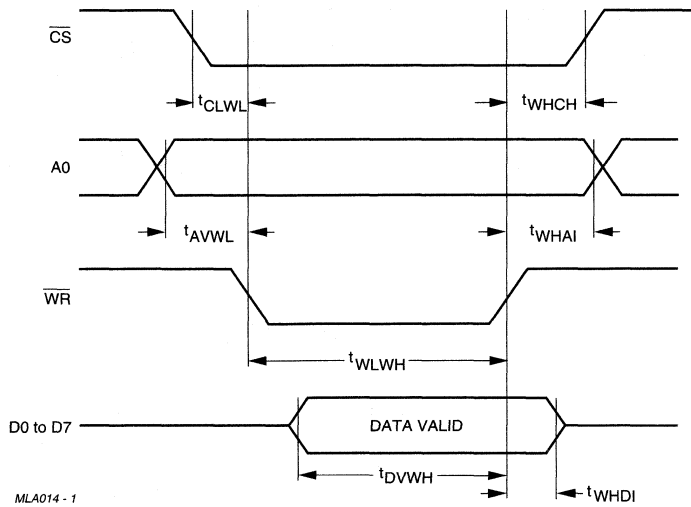 CS
tCLWL
tWHCH
A0
tAVWL
tWHAI
WR
tWLWH
D0 to D7
DATA VALID
tDVWH
tWHDI
MLA014 - 1